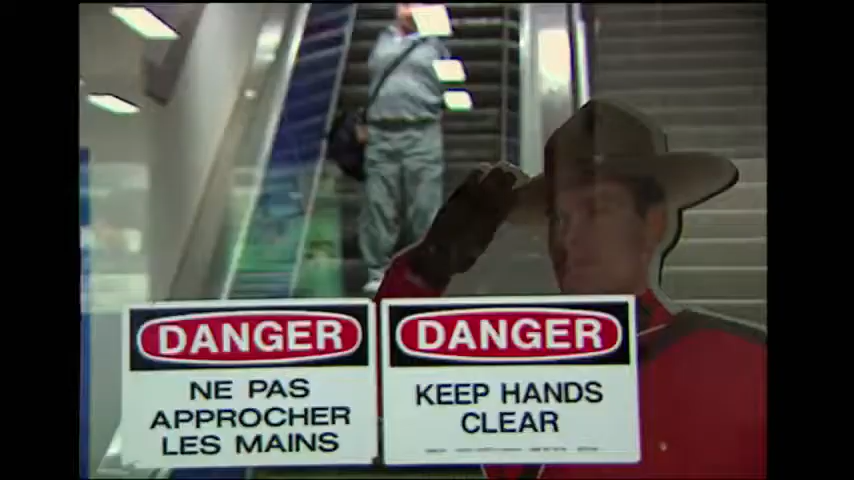 DANGER
NE PAS
APPROCHER
LES MAINS
DANGER
KEEP HANDS
CLEAR